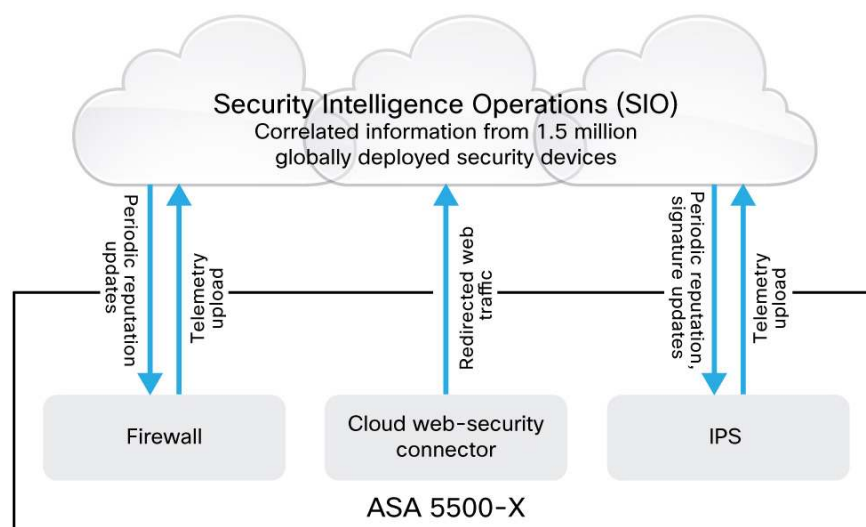 Security Intelligence Operations (SIO)
Correlated information from 1.5 million
globally deployed security devices
Periodic reputation
updates
Telemetry
upload
Redirected web
traffic
Periodic reputation,
signature updates
Telemetry
upload
Firewall
Cloud web-security
connector
IPS
ASA 5500-X